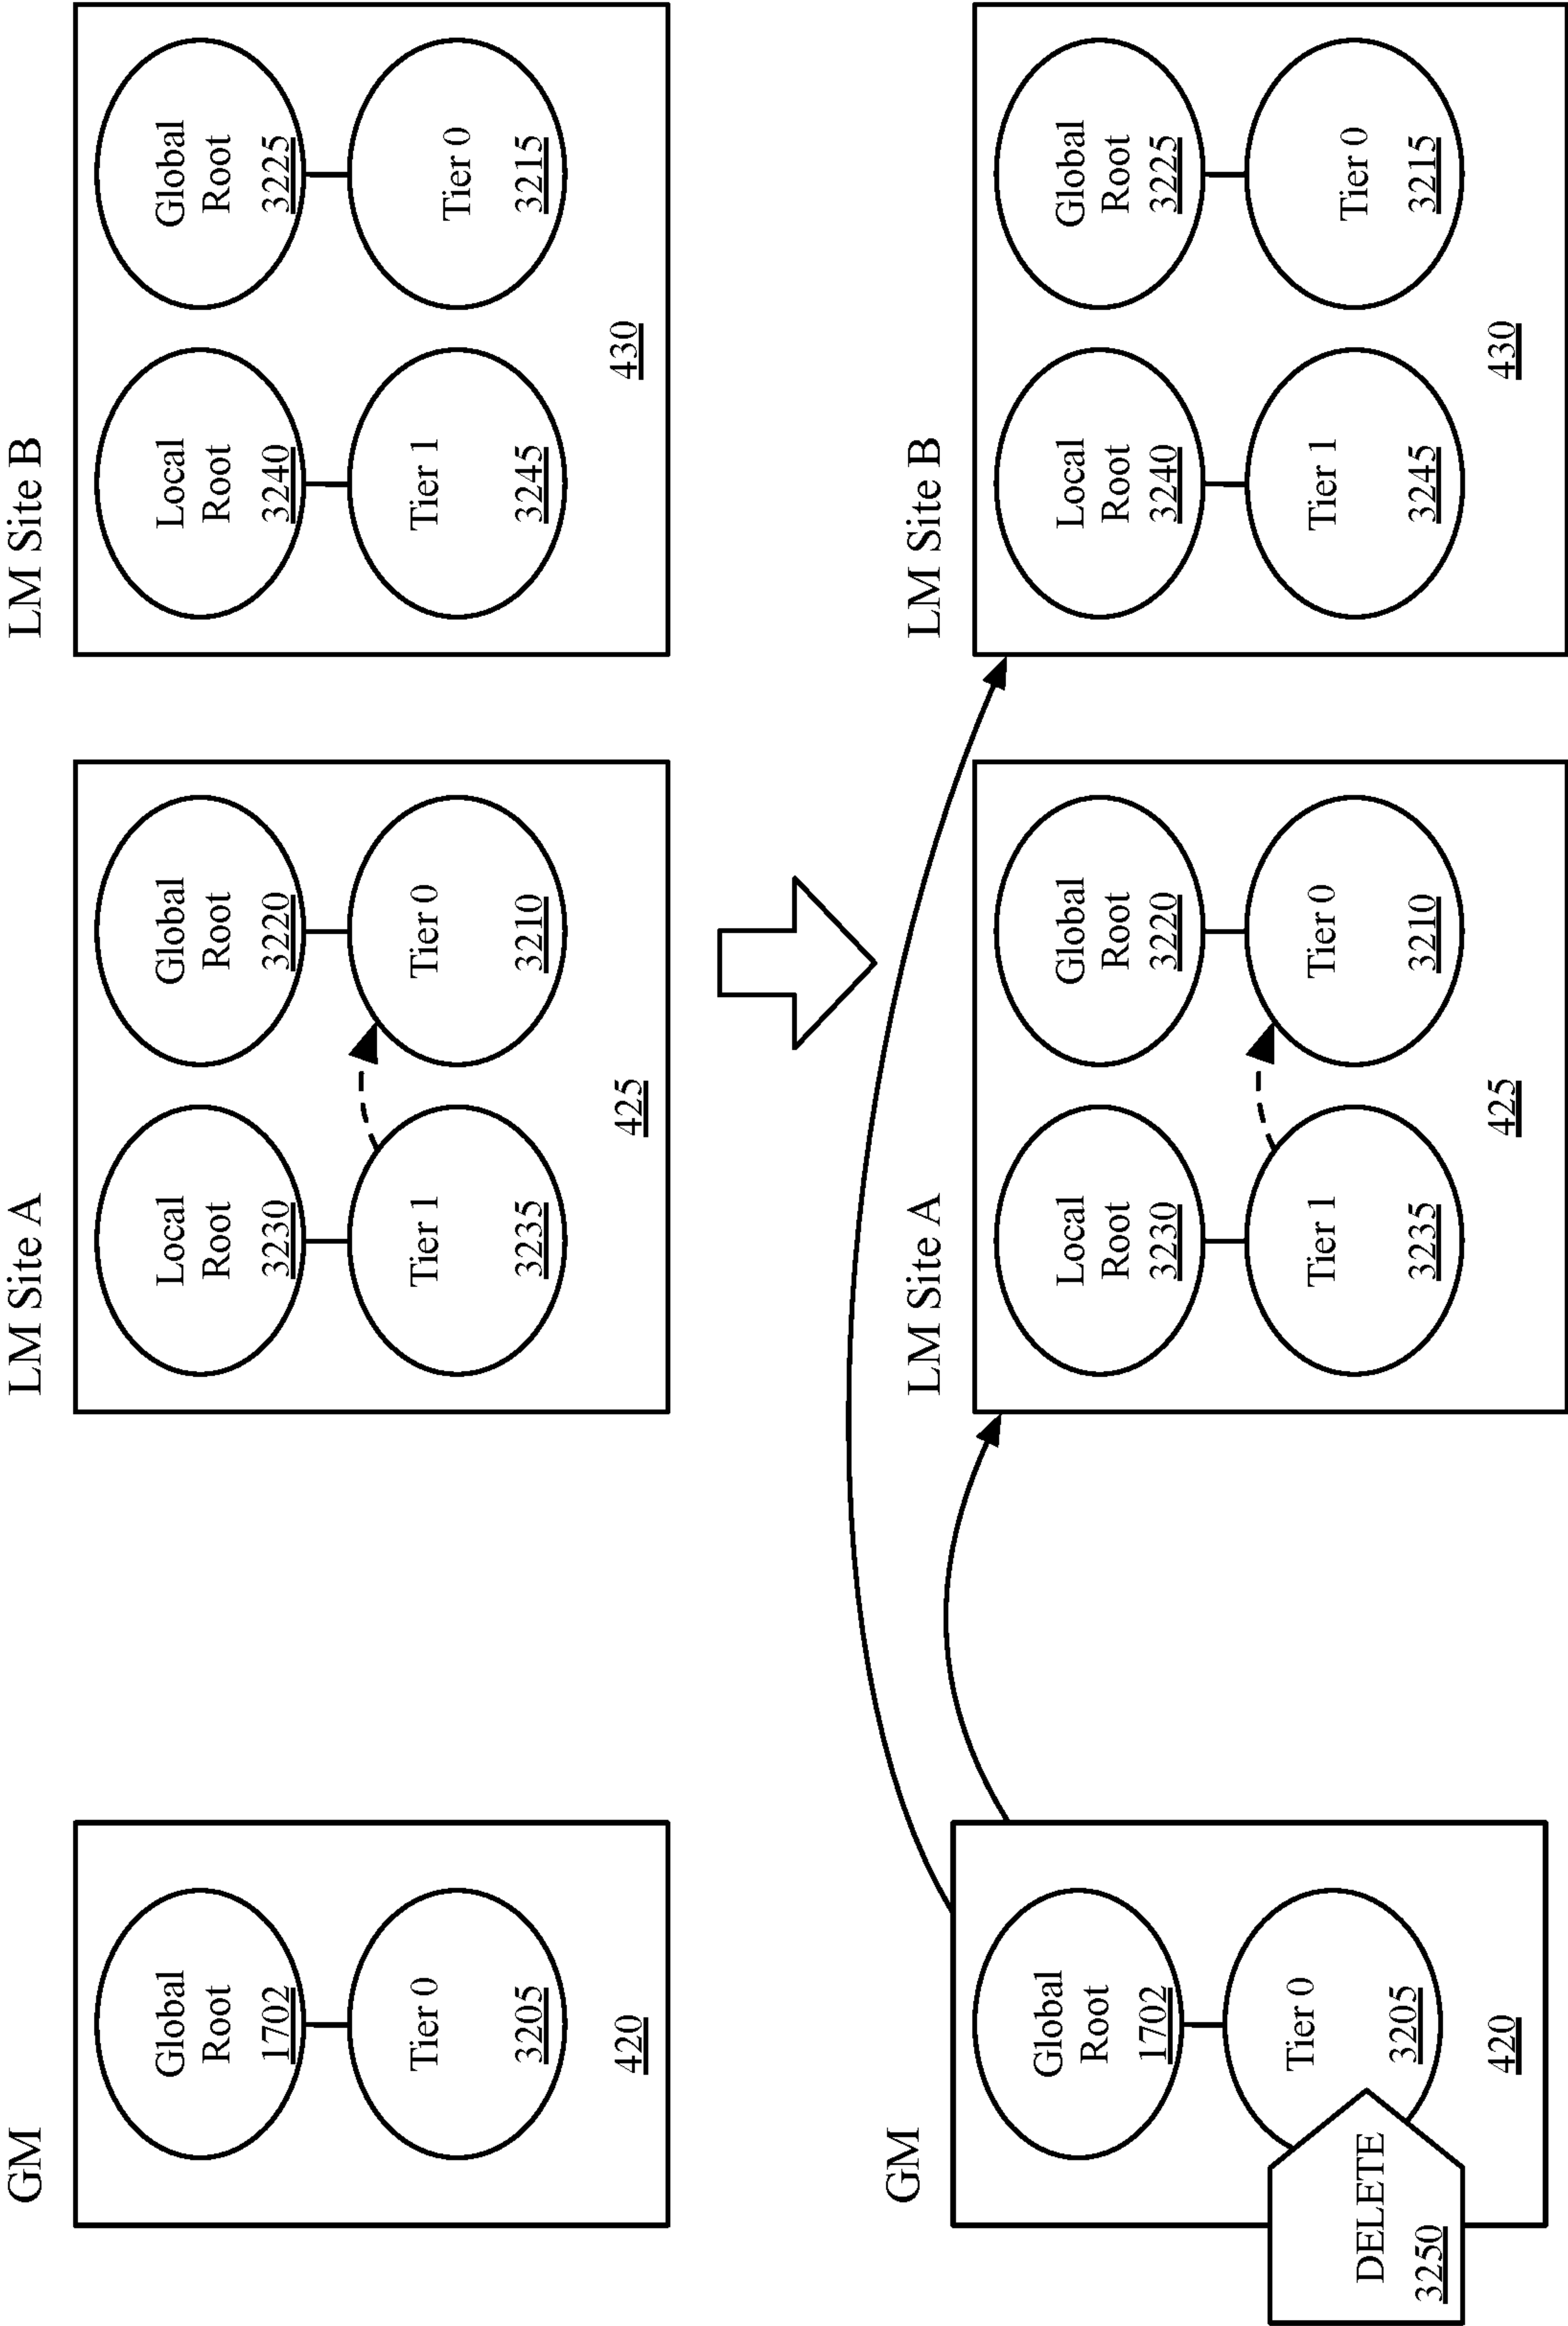 GM
Global
Root
1702
Tier 0
3205
420
LM Site A
Local
Root
3230
Tier 1
3235
Global
Root
3220
Tier 0
3210
425
LM Site B
Local
Root
3240
Tier 1
3245
Global
Root
3225
Tier 0
3215
430
GM
Global
Root
1702
Tier 0
3205
420
DELETE
3250
LM Site A
Local
Root
3230
Tier 1
3235
Global
Root
3220
Tier 0
3210
425
LM Site B
Local
Root
3240
Tier 1
3245
Global
Root
3225
Tier 0
3215
430